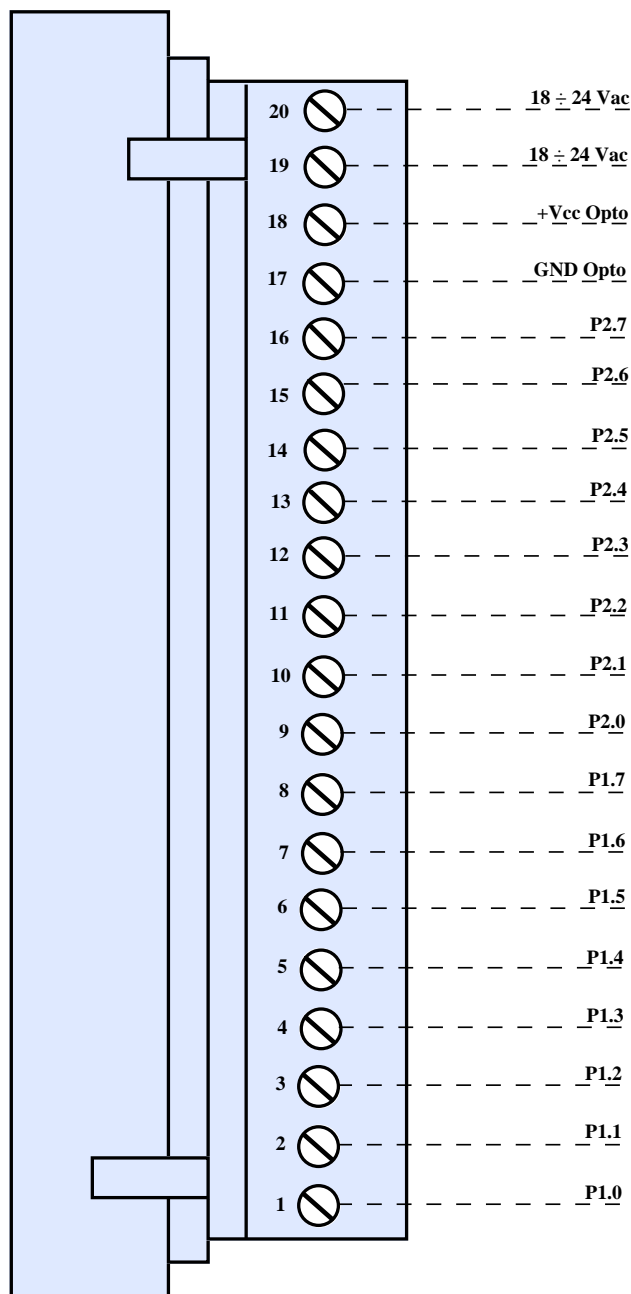 20 18 ÷ 24 Vac
19 18 ÷ 24 Vac
18 +Vcc Opto
17 GND Opto
16 P2.7
15 P2.6
14 P2.5
13 P2.4
12 P2.3
11 P2.2
10 P2.1
9 P2.0
8 P1.7
7 P1.6
6 P1.5
5 P1.4
4 P1.3
3 P1.2
2 P1.1
1 P1.0